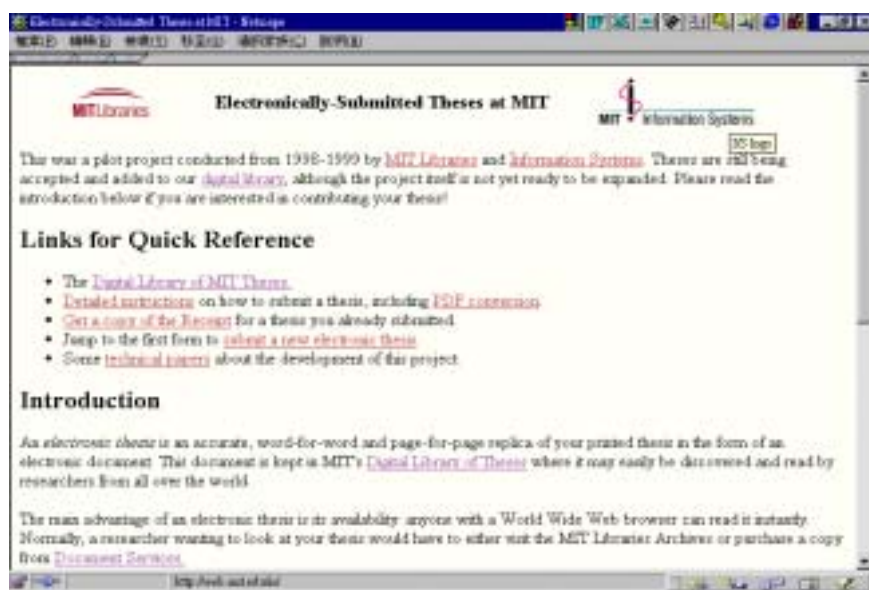 Electronically-Submitted Theses at MIT - Netscape
MIT Libraries
Electronically-Submitted Theses at MIT
MIT Information Systems
IS logo
This was a pilot project conducted from 1998-1999 by MIT Libraries and Information Systems. Theses are still being
accepted and added to our digital library, although the project itself is not yet ready to be expanded. Please read the
introduction below if you are interested in contributing your thesis!
Links for Quick Reference
• The Digital Library of MIT Theses.
• Detailed instructions on how to submit a thesis, including PDF conversion.
• Get a copy of the Receipt for a thesis you already submitted.
• Jump to the first form to submit a new electronic thesis.
• Some technical papers about the development of this project.
Introduction
An electronic thesis is an accurate, word-for-word and page-for-page replica of your printed thesis in the form of an
electronic document. This document is kept in MIT's Digital Library of Theses where it may easily be discovered and read by
researchers from all over the world.
The main advantage of an electronic thesis is its availability: anyone with a World Wide Web browser can read it instantly.
Normally, a researcher wanting to look at your thesis would have to either visit the MIT Libraries Archives or purchase a copy
from Document Services.